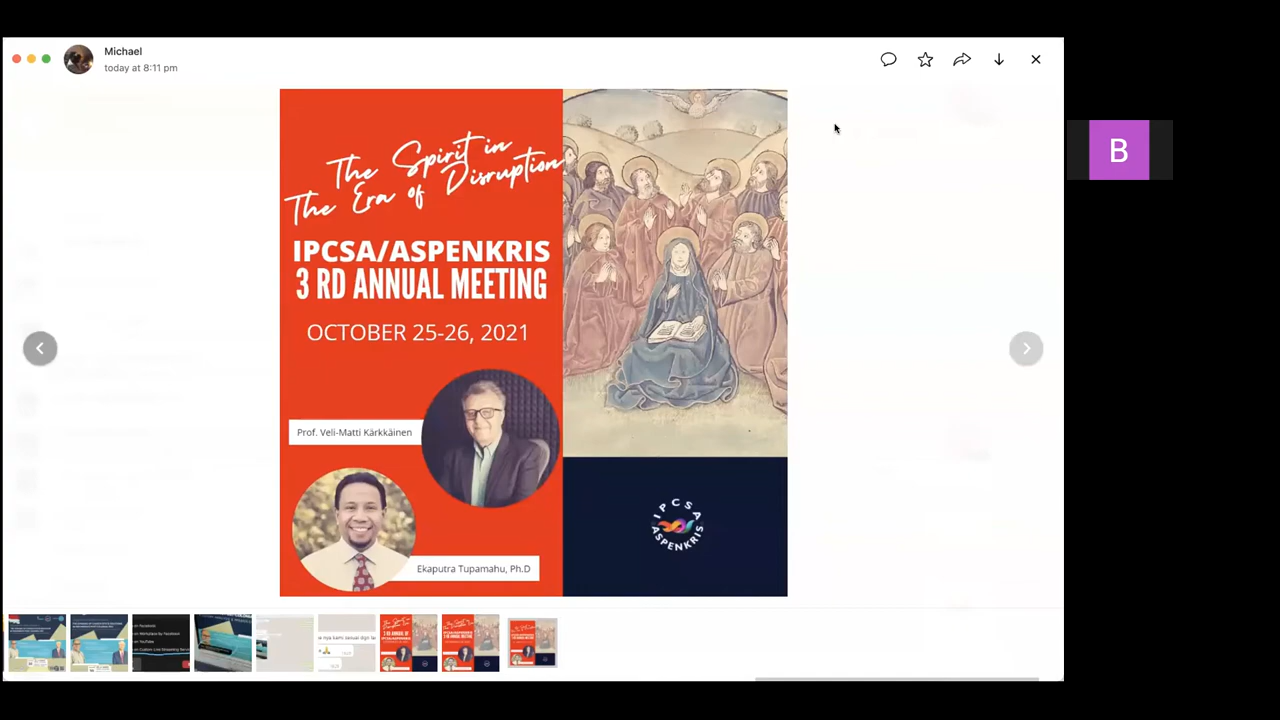 Michael
today at 8:11 pm
The Spirit in
The Era of Disruption
IPCSA/ASPENKRIS
3 RD ANNUAL MEETING
OCTOBER 25-26, 2021
Prof. Veli-Matti Kärkkäinen
Ekaputra Tupamahu, Ph.D
IPCSA
ASPENKRIS
B